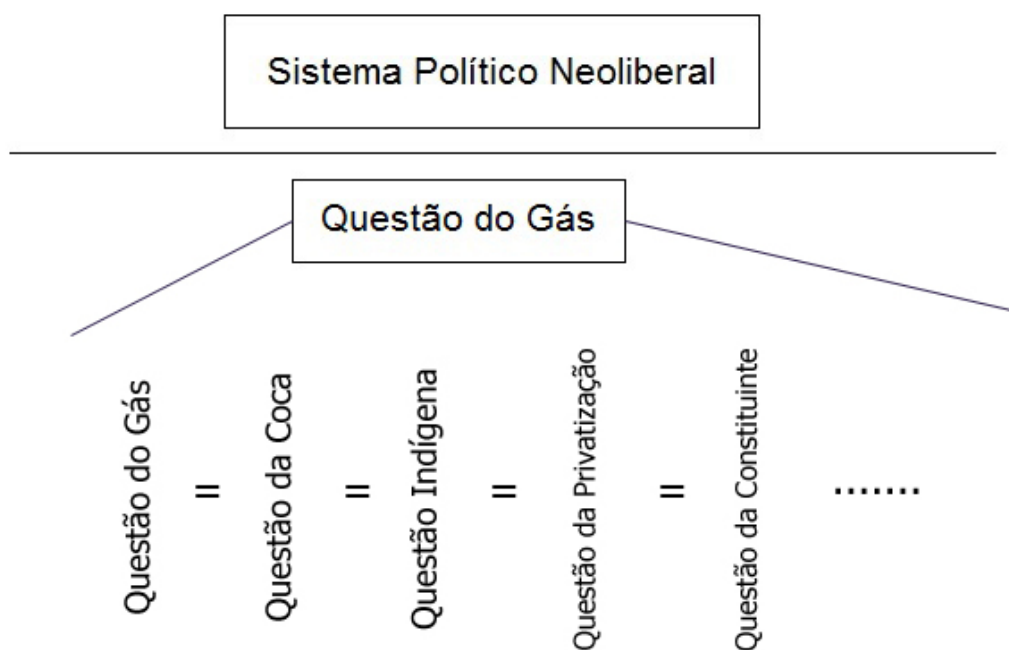 Sistema Político Neoliberal
Questão do Gás
Questão do Gás
=
Questão da Coca
=
Questão Indígena
=
Questão da Privatização
=
Questão da Constituinte
.......